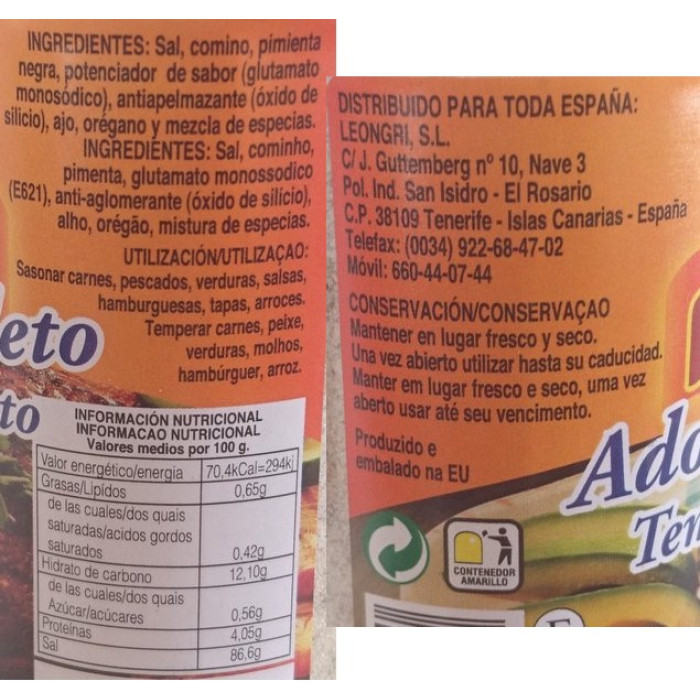 INGREDIENTES: Sal, comino, pimienta
negra, potenciador de sabor (glutamato
monosódico), antiapelmazante (óxido de
silicio), ajo, orégano y mezcla de especias.
INGREDIENTES: Sal, cominho,
pimenta, glutamato monossodico
(E621), anti-aglomerante (óxido de silício),
alho, orégão, mistura de especias.
UTILIZACIÓN/UTILIZAÇAO:
Sasonar carnes, pescados, verduras, salsas,
hamburguesas, tapas, arroces.
Temperar carnes, peixe,
verduras, molhos,
hambúrguer, arroz.
leto
to
INFORMACIÓN NUTRICIONAL
INFORMACAO NUTRICIONAL
Valores medios por 100 g.
Valor energético/energia 70,4kCal=294kj
Grasas/Lípidos 0,65g
de las cuales/dos quais
saturadas/acidos gordos
saturados 0,42g
Hidrato de carbono 12,10g
de las cuales/dos quais
Azúcar/acúcares 0,56g
Proteínas 4,05g
Sal 86,6g
DISTRIBUIDO PARA TODA ESPAÑA:
LEONGRI, S.L.
C/ J. Guttemberg nº 10, Nave 3
Pol. Ind. San Isidro - El Rosario
C.P. 38109 Tenerife - Islas Canarias - España
Telefax: (0034) 922-68-47-02
Móvil: 660-44-07-44
CONSERVACIÓN/CONSERVAÇAO
Mantener en lugar fresco y seco.
Una vez abierto utilizar hasta su caducidad.
Manter em lugar fresco e seco, uma vez
aberto usar até seu vencimento.
Produzido e
embalado na EU
Ado
Tem
CONTENEDOR
AMARILLO